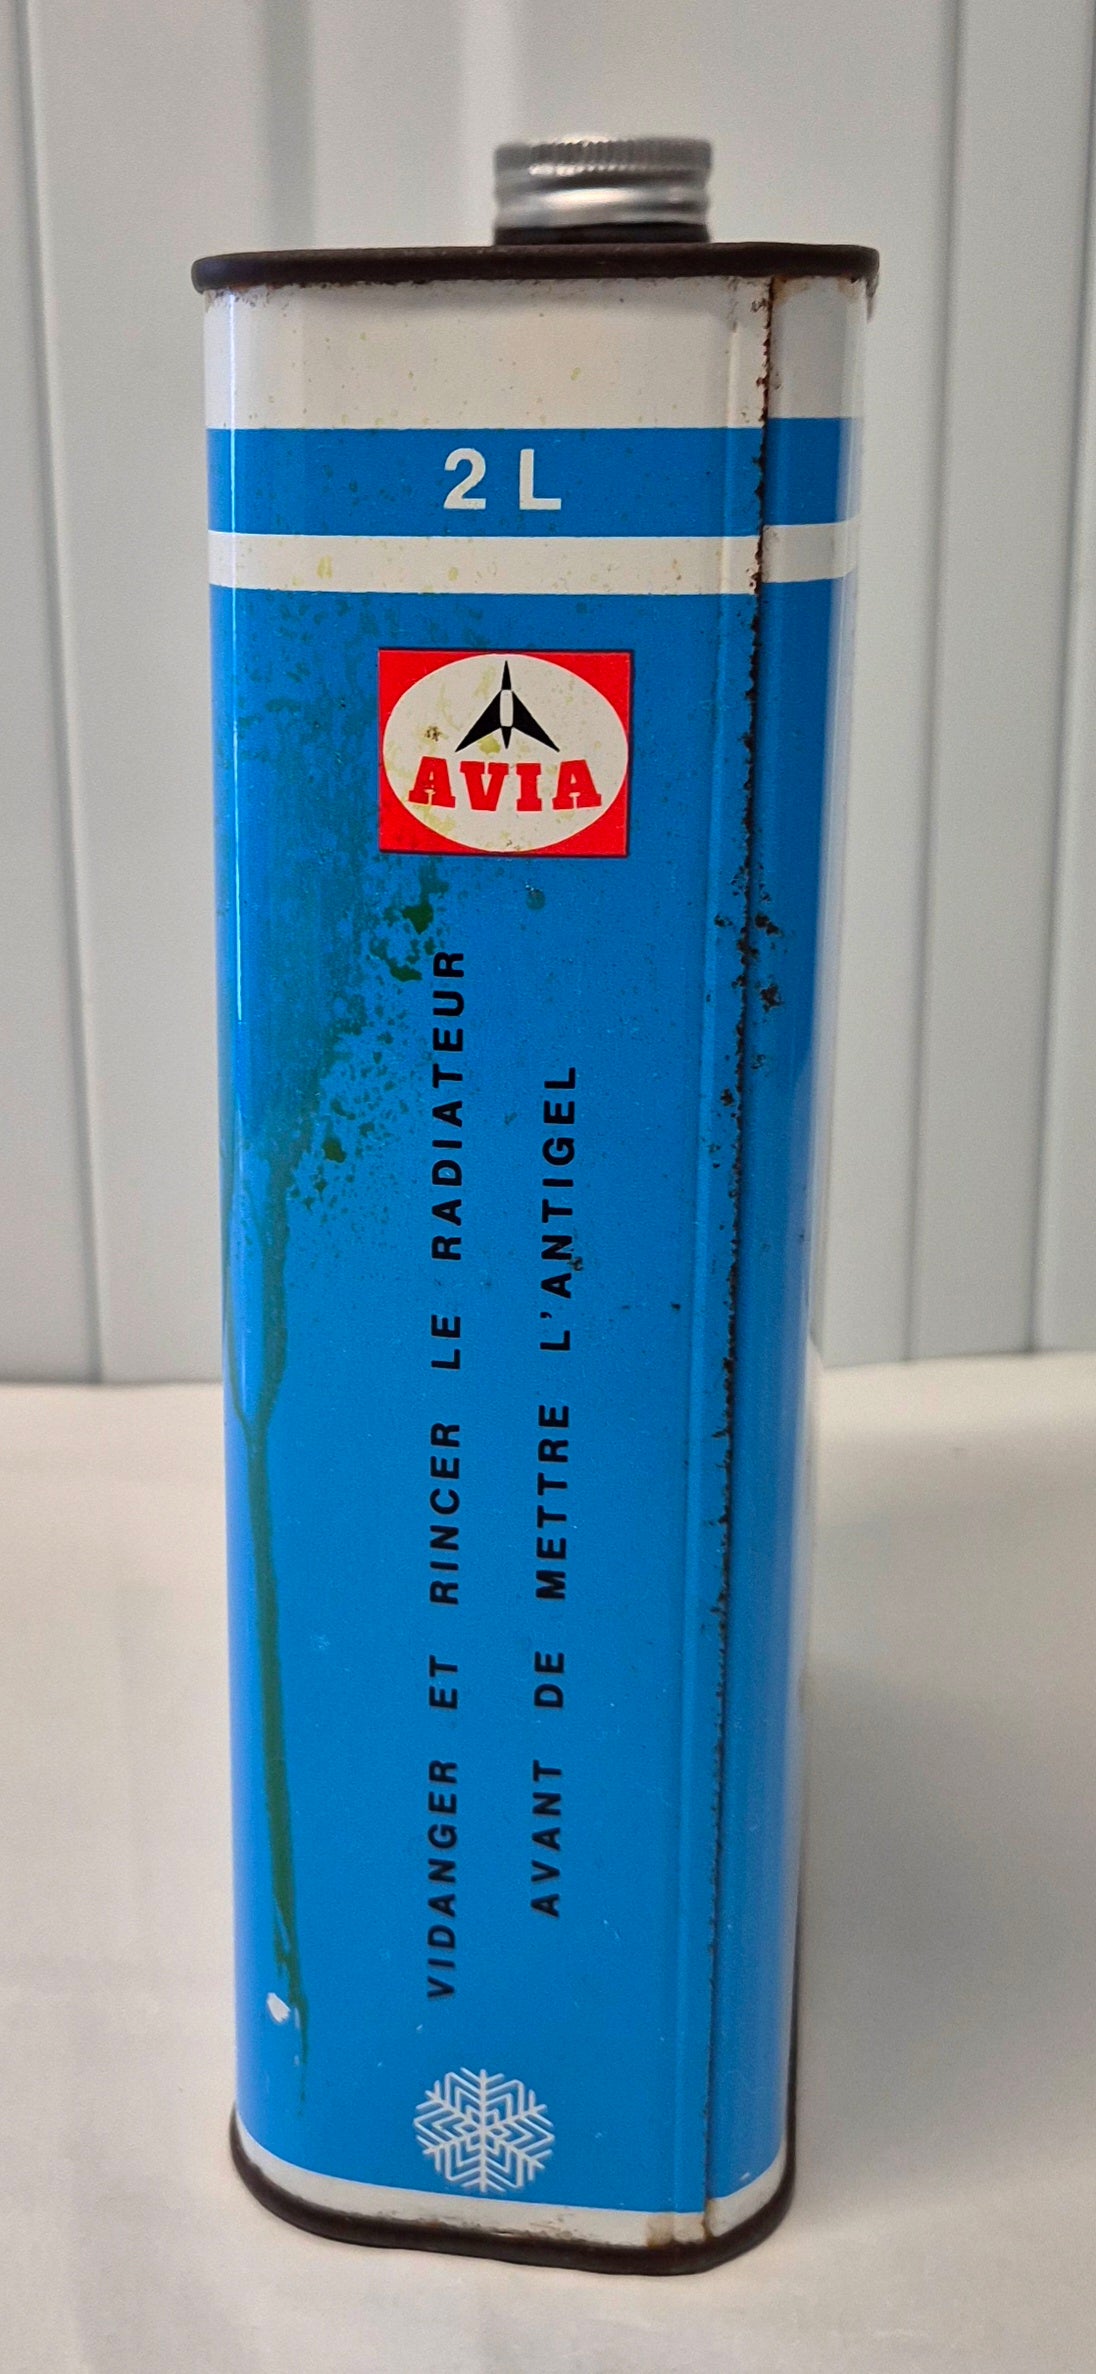 2 L
AVIA
VIDANGER ET RINCER LE RADIATEUR
AVANT DE METTRE L'ANTIGEL